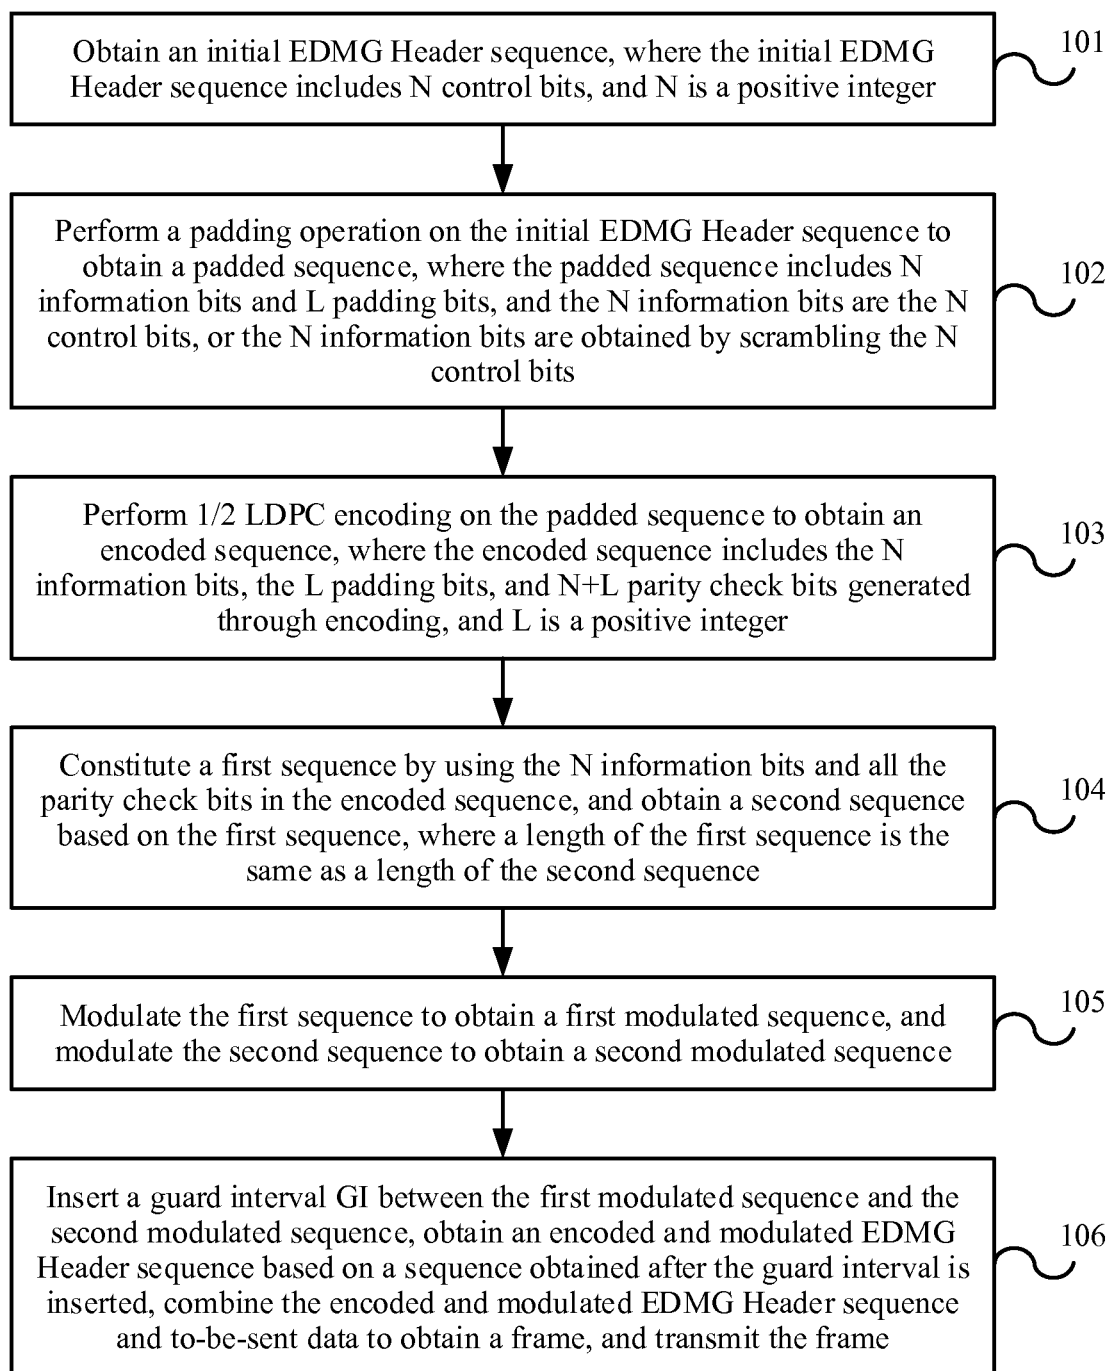 Obtain an initial EDMG Header sequence, where the initial EDMG
Header sequence includes N control bits, and N is a positive integer
101
Perform a padding operation on the initial EDMG Header sequence to
obtain a padded sequence, where the padded sequence includes N
information bits and L padding bits, and the N information bits are the N
control bits, or the N information bits are obtained by scrambling the N
control bits
102
Perform 1/2 LDPC encoding on the padded sequence to obtain an
encoded sequence, where the encoded sequence includes the N
information bits, the L padding bits, and N+L parity check bits generated
through encoding, and L is a positive integer
103
Constitute a first sequence by using the N information bits and all the
parity check bits in the encoded sequence, and obtain a second sequence
based on the first sequence, where a length of the first sequence is the
same as a length of the second sequence
104
Modulate the first sequence to obtain a first modulated sequence, and
modulate the second sequence to obtain a second modulated sequence
105
Insert a guard interval GI between the first modulated sequence and the
second modulated sequence, obtain an encoded and modulated EDMG
Header sequence based on a sequence obtained after the guard interval is
inserted, combine the encoded and modulated EDMG Header sequence
and to-be-sent data to obtain a frame, and transmit the frame
106